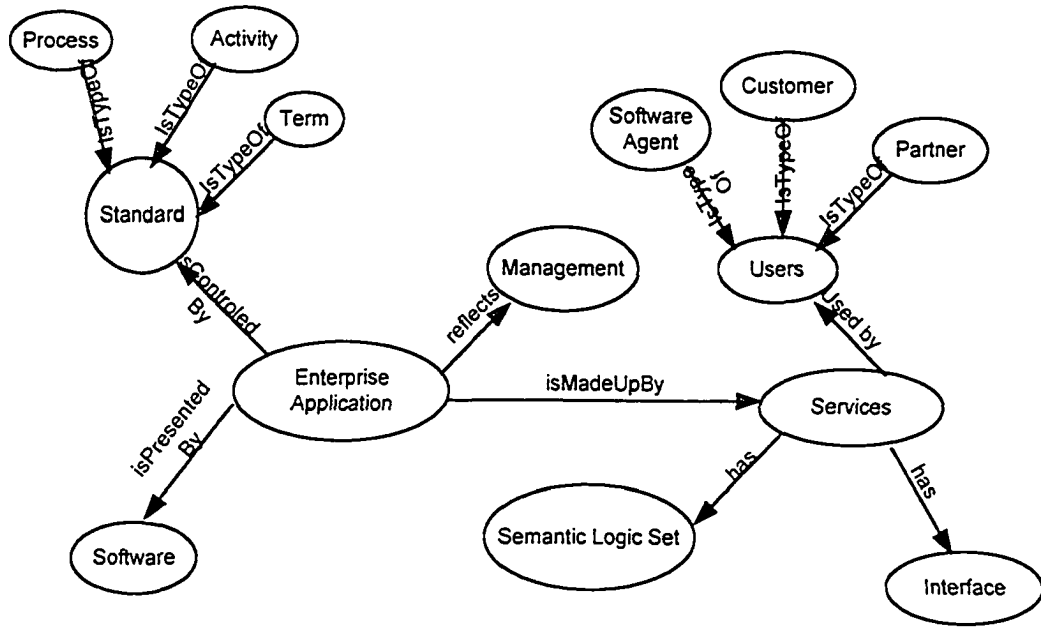 Process
Activity
Customer
Software
Agent
Term
Partner
IsTypeOf
IsTypeOf
IsTypeOf
IsTypeOf
IsType
Of
IsTypeOf
Standard
Users
Management
isControled
By
reflects
Used by
Enterprise
Application
isMadeUpBy
Services
isPresented
By
has
has
Software
Semantic Logic Set
Interface